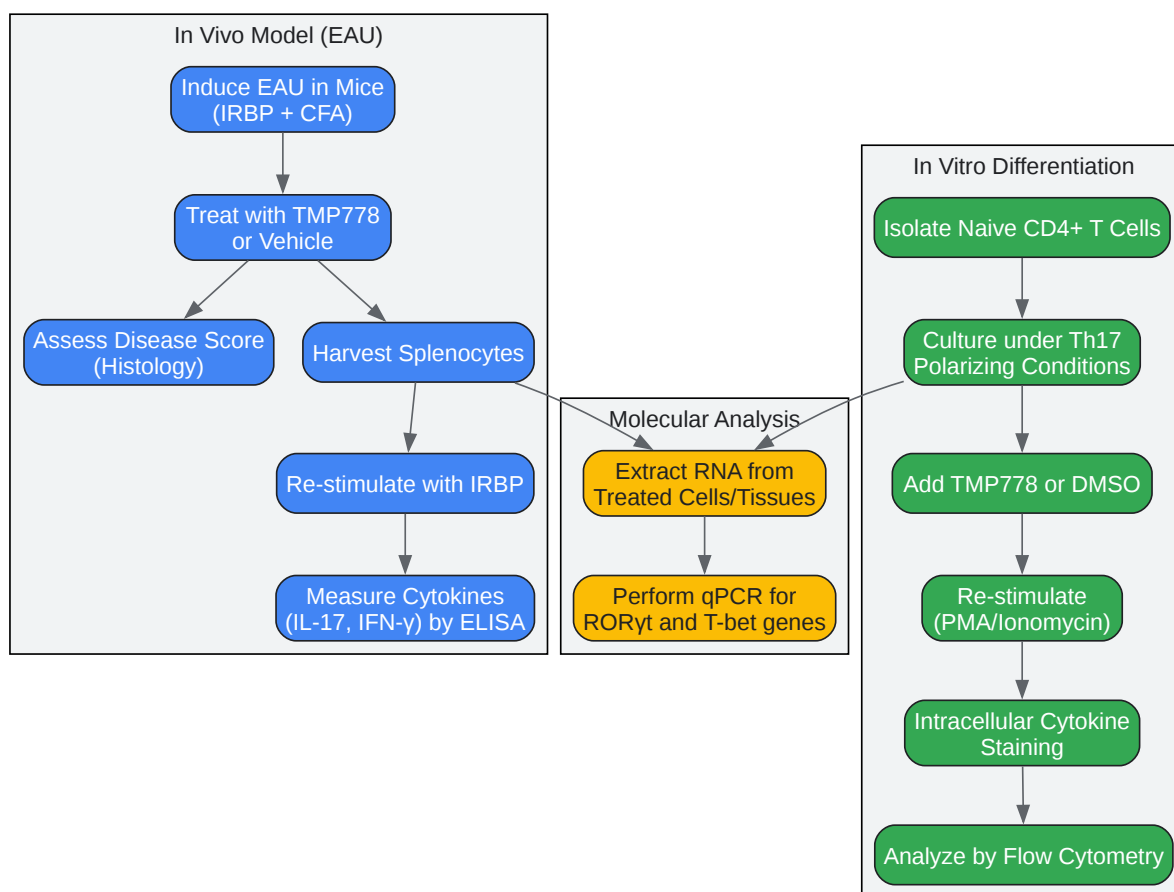 In Vivo Model (EAU)
Induce EAU in Mice
(IRBP + CFA)
Treat with TMP778
or Vehicle
Assess Disease Score
(Histology)
Harvest Splenocytes
Re-stimulate with IRBP
Measure Cytokines
(IL-17, IFN-γ) by ELISA
Molecular Analysis
Extract RNA from
Treated Cells/Tissues
Perform qPCR for
RORγt and T-bet genes
In Vitro Differentiation
Isolate Naive CD4+ T Cells
Culture under Th17
Polarizing Conditions
Add TMP778 or DMSO
Re-stimulate
(PMA/Ionomycin)
Intracellular Cytokine
Staining
Analyze by Flow Cytometry